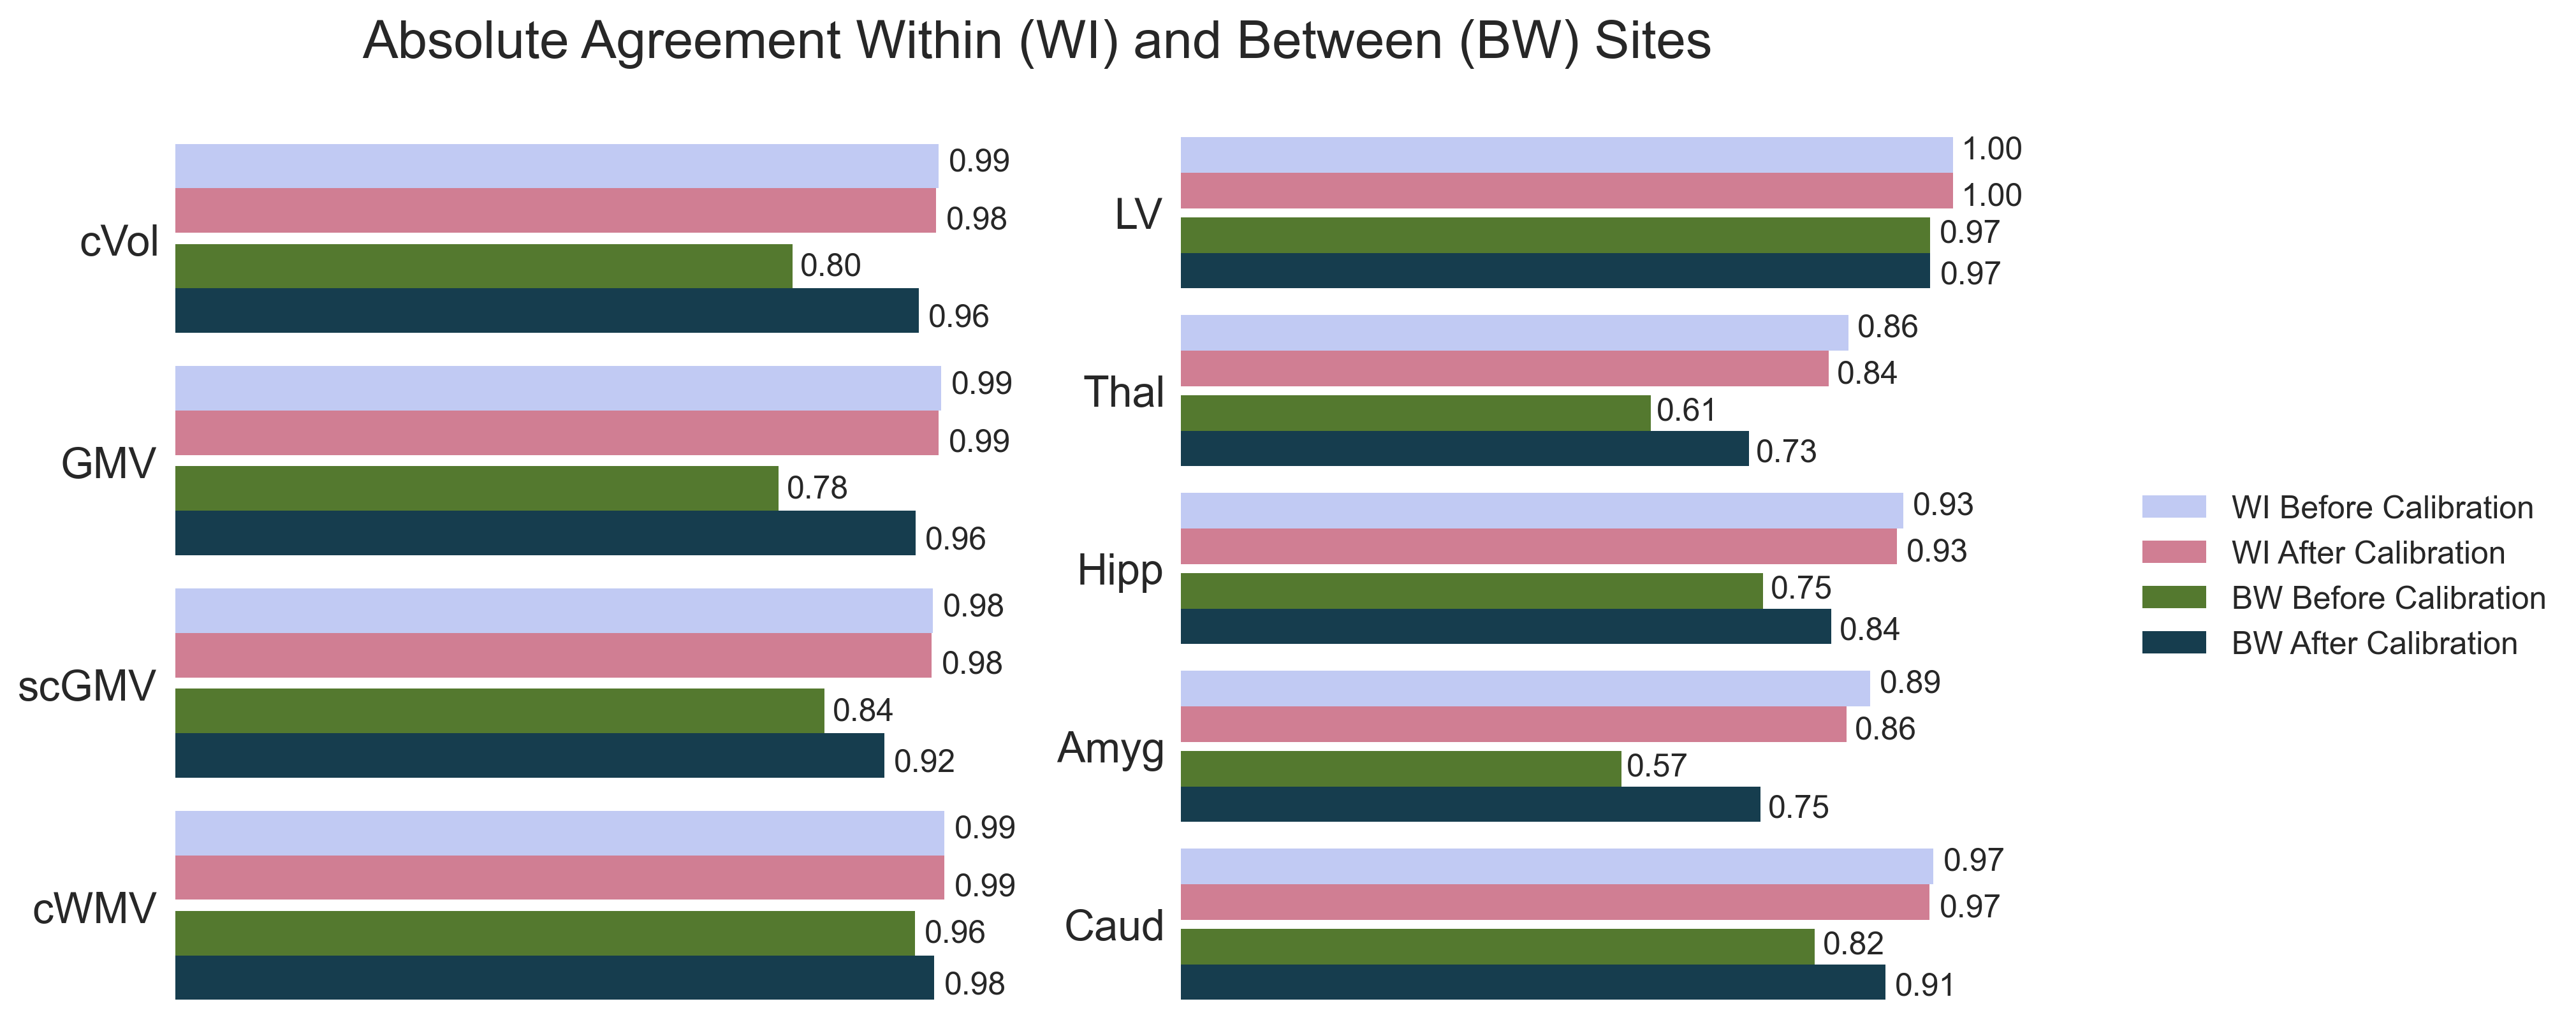 Absolute Agreement Within (WI) and Between (BW) Sites
cVol
0.99
0.98
0.80
0.96
GMV
0.99
0.99
0.78
0.96
scGMV
0.98
0.98
0.84
0.92
cWMV
0.99
0.99
0.96
0.98
LV
1.00
1.00
0.97
0.97
Thal
0.86
0.84
0.61
0.73
Hipp
0.93
0.93
0.75
0.84
Amyg
0.89
0.86
0.57
0.75
Caud
0.97
0.97
0.82
0.91
WI Before Calibration
WI After Calibration
BW Before Calibration
BW After Calibration